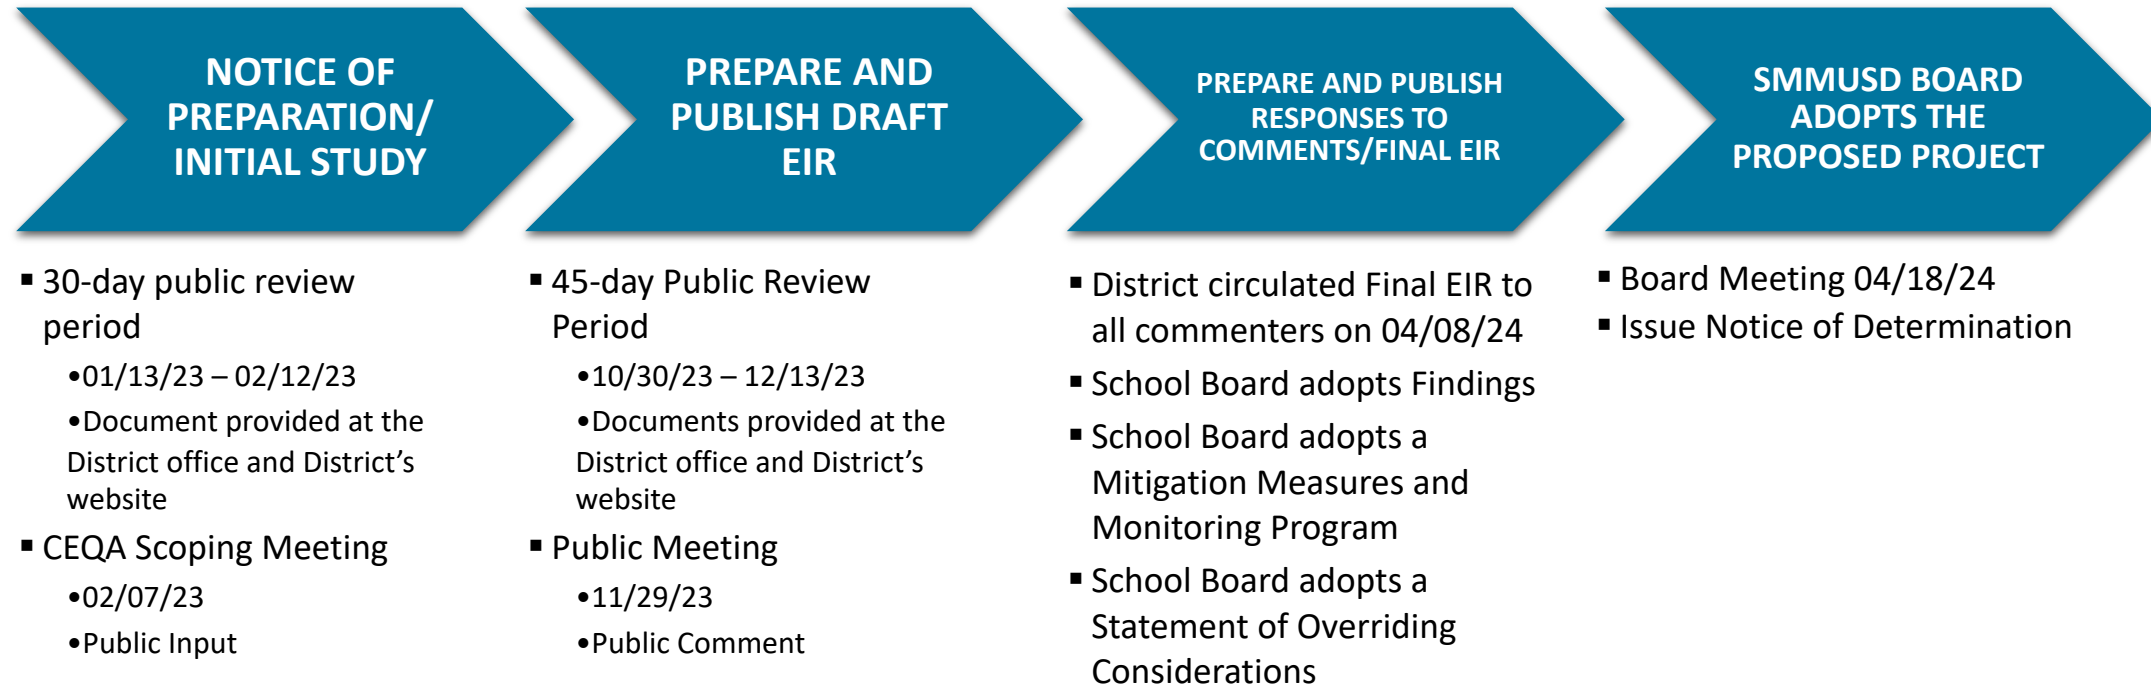 NOTICE OF
PREPARATION/
INITIAL STUDY
▪ 30-day public review
period
•01/13/23 – 02/12/23
•Document provided at the
District office and District’s
website
▪ CEQA Scoping Meeting
•02/07/23
•Public Input
PREPARE AND
PUBLISH DRAFT
EIR
▪ 45-day Public Review
Period
•10/30/23 – 12/13/23
•Documents provided at the
District office and District’s
website
▪ Public Meeting
•11/29/23
•Public Comment
PREPARE AND PUBLISH
RESPONSES TO
COMMENTS/FINAL EIR
▪ District circulated Final EIR to
all commenters on 04/08/24
▪ School Board adopts Findings
▪ School Board adopts a
Mitigation Measures and
Monitoring Program
▪ School Board adopts a
Statement of Overriding
Considerations
SMMUSD BOARD
ADOPTS THE
PROPOSED PROJECT
▪ Board Meeting 04/18/24
▪ Issue Notice of Determination